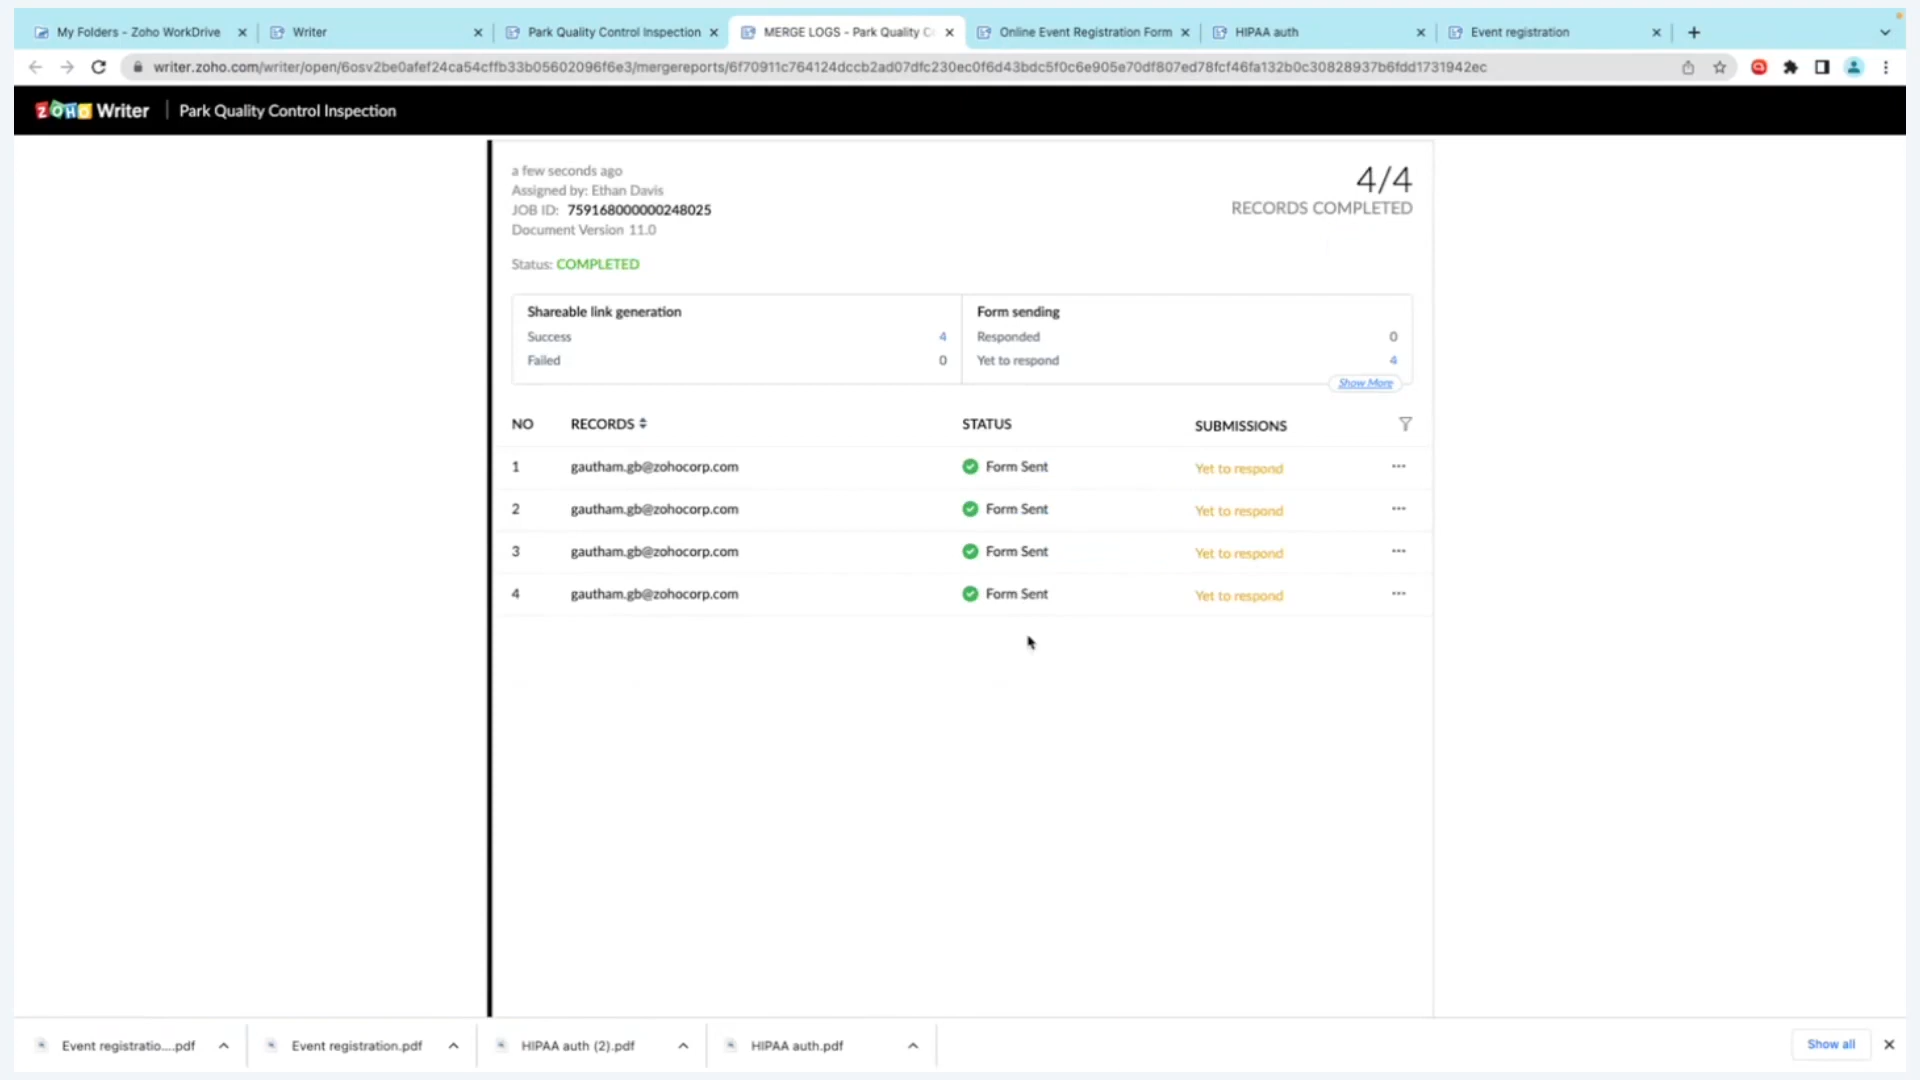 My Folders - Zoho WorkDrive
Writer
Park Quality Control Inspection
MERGE LOGS - Park Quality C
Online Event Registration Form
HIPAA auth
Event registration
writer.zoho.com/writer/open/6osv2be0afef24ca54cffb33b05602096f6e3/mergereports/6f70911c764124dccb2ad07dfc230ec0f6d43bdc5f0c6e905e70df807ed78fcf46fa132b0c30828937b6fdd1731942ec
ZOHO Writer | Park Quality Control Inspection
a few seconds ago
4/4
Assigned by: Ethan Davis
RECORDS COMPLETED
JOB ID: 759168000000248025
Document Version 11.0
Status: COMPLETED
Shareable link generation
Success 4
Failed 0
Form sending
Responded 0
Yet to respond 4
Show More
NO RECORDS STATUS SUBMISSIONS
1 gautham.gb@zohocorp.com Form Sent Yet to respond
2 gautham.gb@zohocorp.com Form Sent Yet to respond
3 gautham.gb@zohocorp.com Form Sent Yet to respond
4 gautham.gb@zohocorp.com Form Sent Yet to respond
Event registratio....pdf
Event registration.pdf
HIPAA auth (2).pdf
HIPAA auth.pdf
Show all